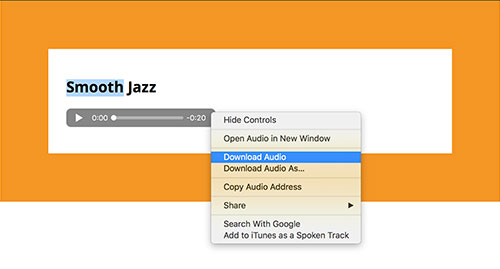 Smooth Jazz
0:00 -0:20
Hide Controls
Open Audio in New Window
Download Audio
Download Audio As...
Copy Audio Address
Share
Search With Google
Add to iTunes as a Spoken Track